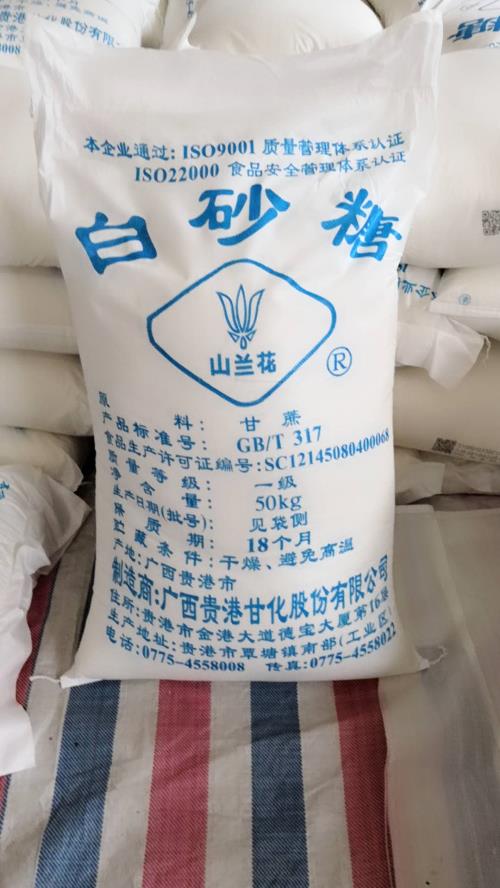 本企业通过:ISO9001 质量管理体系认证
ISO22000 食品安全管理体系认证
白砂糖
山兰花
®
原料: 甘蔗
产品标准号: GB/T 317
食品生产许可证编号:SC12145080400068
质量等级: 一级
净含量: 50kg
生产日期(批号): 见袋侧
保质期: 18个月
贮藏条件:干燥、避免高温
产地:广西贵港市
制造商:广西贵港甘化股份有限公司
住所:贵港市金港大道德宝大厦第16楼
生产地址:贵港市覃塘镇南部(工业区)
电话:0775-4558008 传真:0775-4558022